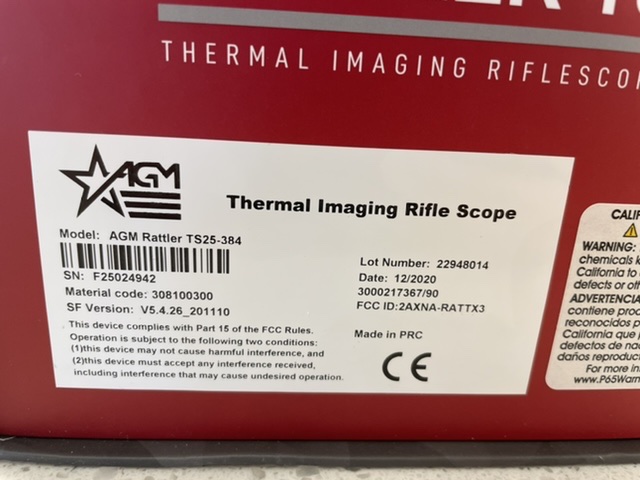 THERMAL IMAGING RIFLESCO
AGM
Thermal Imaging Rifle Scope
Model: AGM Rattler TS25-384
SN: F25024942
Material code: 308100300
SF Version: V5.4.26_201110
This device complies with Part 15 of the FCC Rules.
Operation is subject to the following two conditions:
(1)this device may not cause harmful interference, and
(2)this device must accept any interference received,
including interference that may cause undesired operation.
Lot Number: 22948014
Date: 12/2020
3000217367/90
FCC ID:2AXNA-RATTX3
Made in PRC
CE
CALIF
WARNING:
chemicals k
California to
defects or oth
ADVERTENCIA
contiene prod
reconocidos p
California que
defectos de nac
daños reproduct
For more in
www.P65Warn